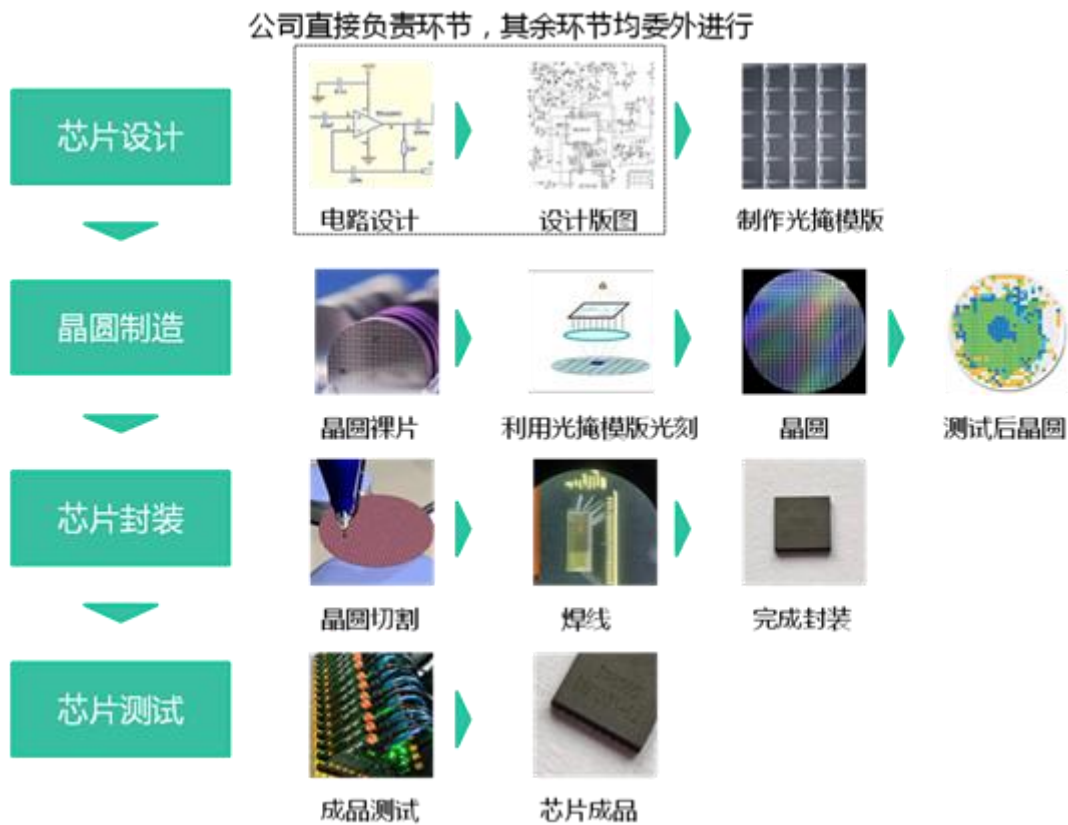 公司直接负责环节，其余环节均委外进行
芯片设计
电路设计
设计版图
制作光掩模版
晶圆制造
晶圆裸片
利用光掩模版光刻
晶圆
测试后晶圆
芯片封装
晶圆切割
焊线
完成封装
芯片测试
成品测试
芯片成品